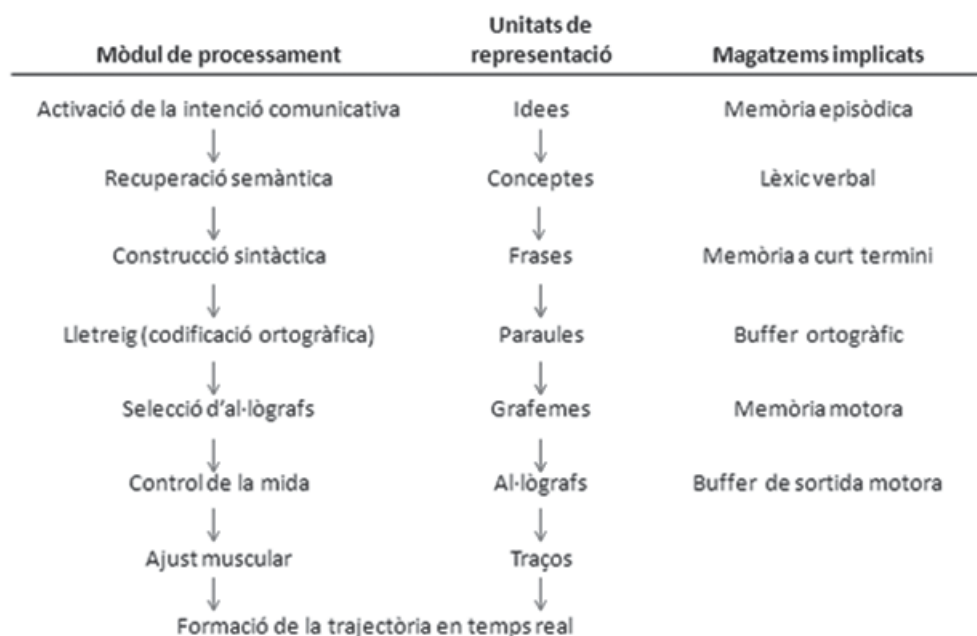 Mòdul de processament Unitats de representació Magatzems implicats
Activació de la intenció comunicativa Idees Memòria episòdica
Recuperació semàntica Conceptes Lèxic verbal
Construcció sintàctica Frases Memòria a curt termini
Lletreig (codificació ortogràfica) Paraules Buffer ortogràfic
Selecció d'al·lògrafs Grafemes Memòria motora
Control de la mida Al·lògrafs Buffer de sortida motora
Ajust muscular Traços
Formació de la trajectòria en temps real